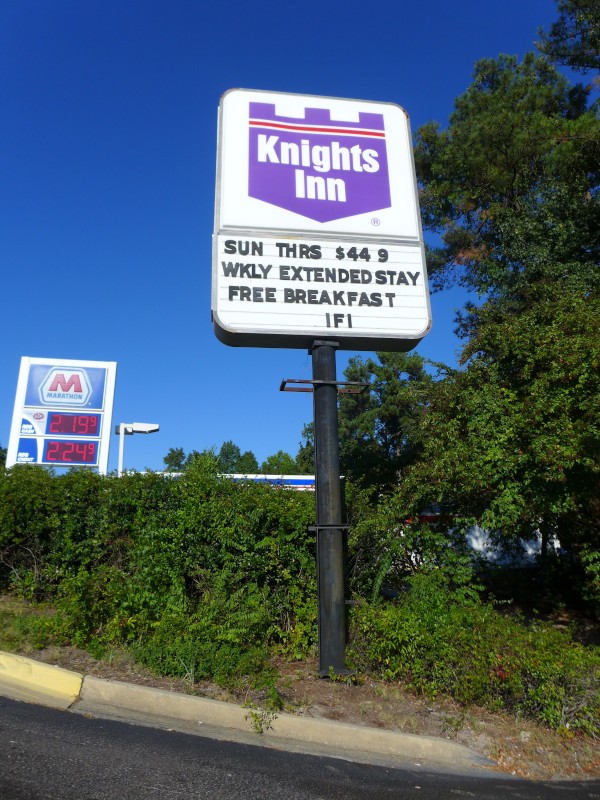 Knights
Inn
®
SUN THRS $44 9
WKLY EXTENDED STAY
FREE BREAKFAST
IFI
M
MARATHON
2.19⁹
2.24⁹